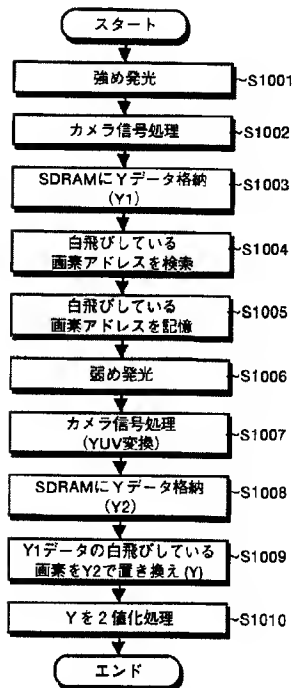 スタート
強め発光
S1001
カメラ信号処理
S1002
SDRAMにYデータ格納
(Y1)
S1003
白飛びしている
画素アドレスを検索
S1004
白飛びしている
画素アドレスを記憶
S1005
弱め発光
S1006
カメラ信号処理
(YUV変換)
S1007
SDRAMにYデータ格納
(Y2)
S1008
Y1データの白飛びしている
画素をY2で置き換え(Y)
S1009
Yを2値化処理
S1010
エンド